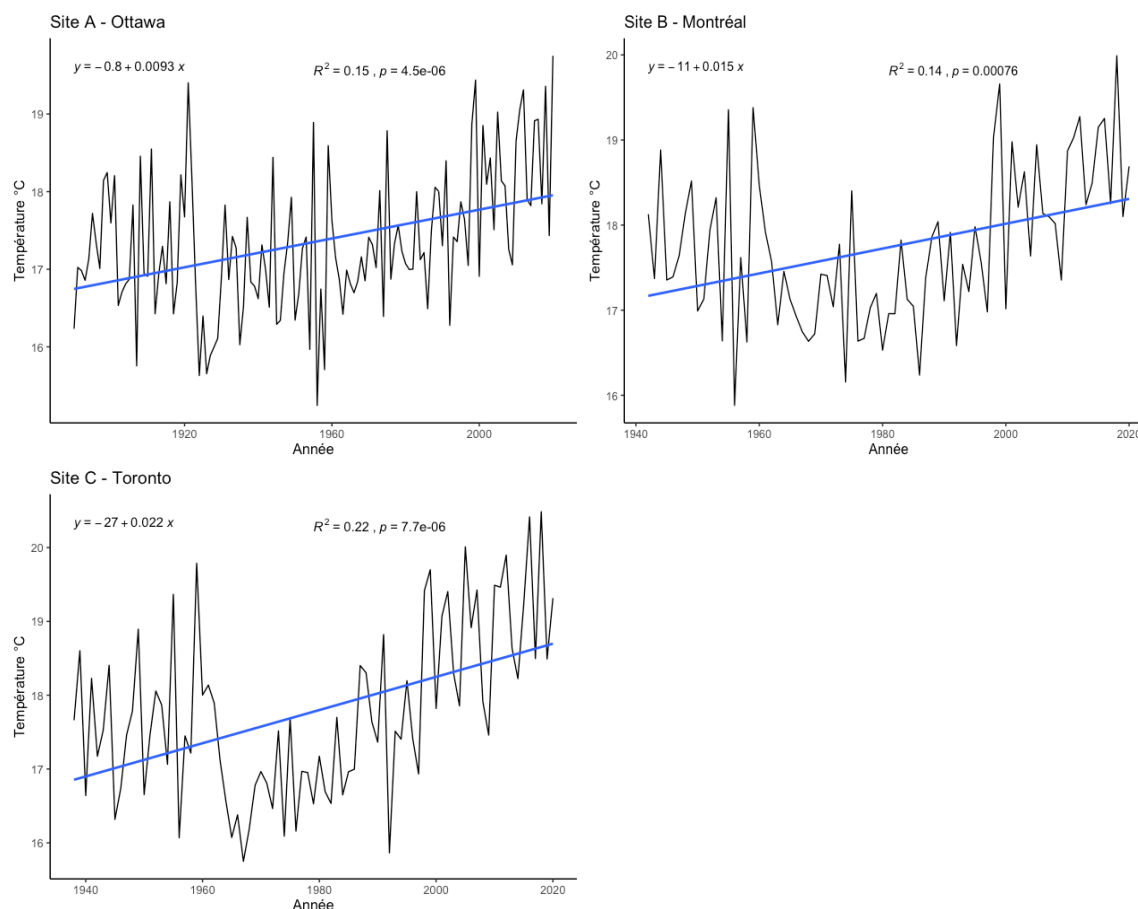 Site A - Ottawa
y = − 0.8 + 0.0093 x
R² = 0.15 , p = 4.5e-06
19
18
17
16
Température °C
1920
1960
2000
Année
Site B - Montréal
y = − 11 + 0.015 x
R² = 0.14 , p = 0.00076
20
19
18
17
16
Température °C
1940
1960
1980
2000
2020
Année
Site C - Toronto
y = − 27 + 0.022 x
R² = 0.22 , p = 7.7e-06
20
19
18
17
16
Température °C
1940
1960
1980
2000
2020
Année